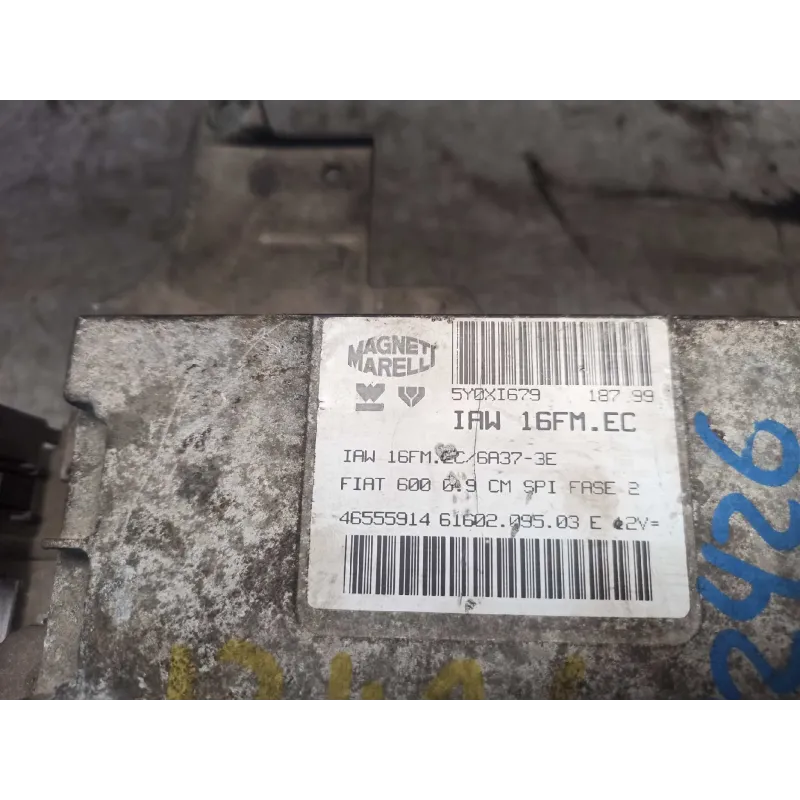 MAGNETI
MARELLI
5Y0XI679 187 99
IAW 16FM.EC
IAW 16FM.EC/6A37-3E
FIAT 600 0.9 CM SPI FASE 2
46555914 61602.095.03 E 12V=
2426